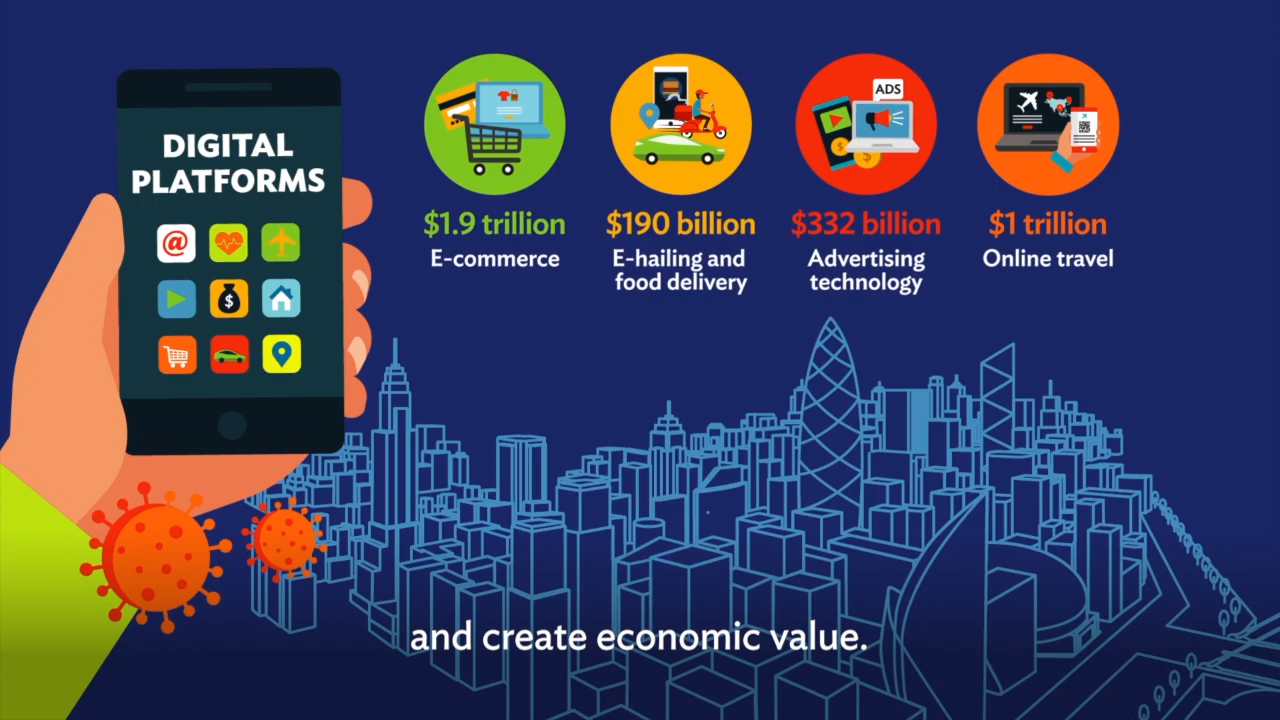 DIGITAL
PLATFORMS
@
$
ADS
$
$
$1.9 trillion
E-commerce
$190 billion
E-hailing and
food delivery
$332 billion
Advertising
technology
$1 trillion
Online travel
and create economic value.